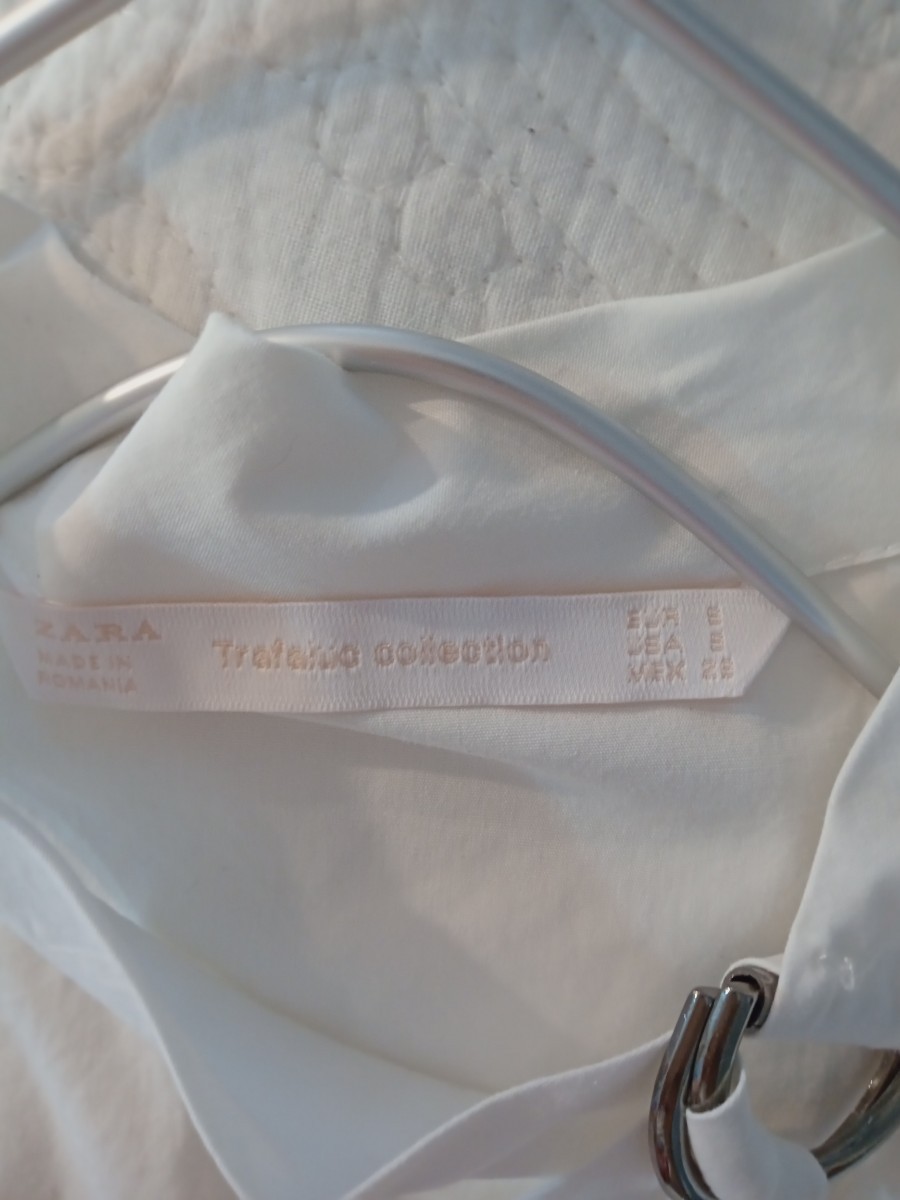 ZARA
MADE IN
ROMANIA
Trafaluc collection
EUR S
USA S
MEX 26